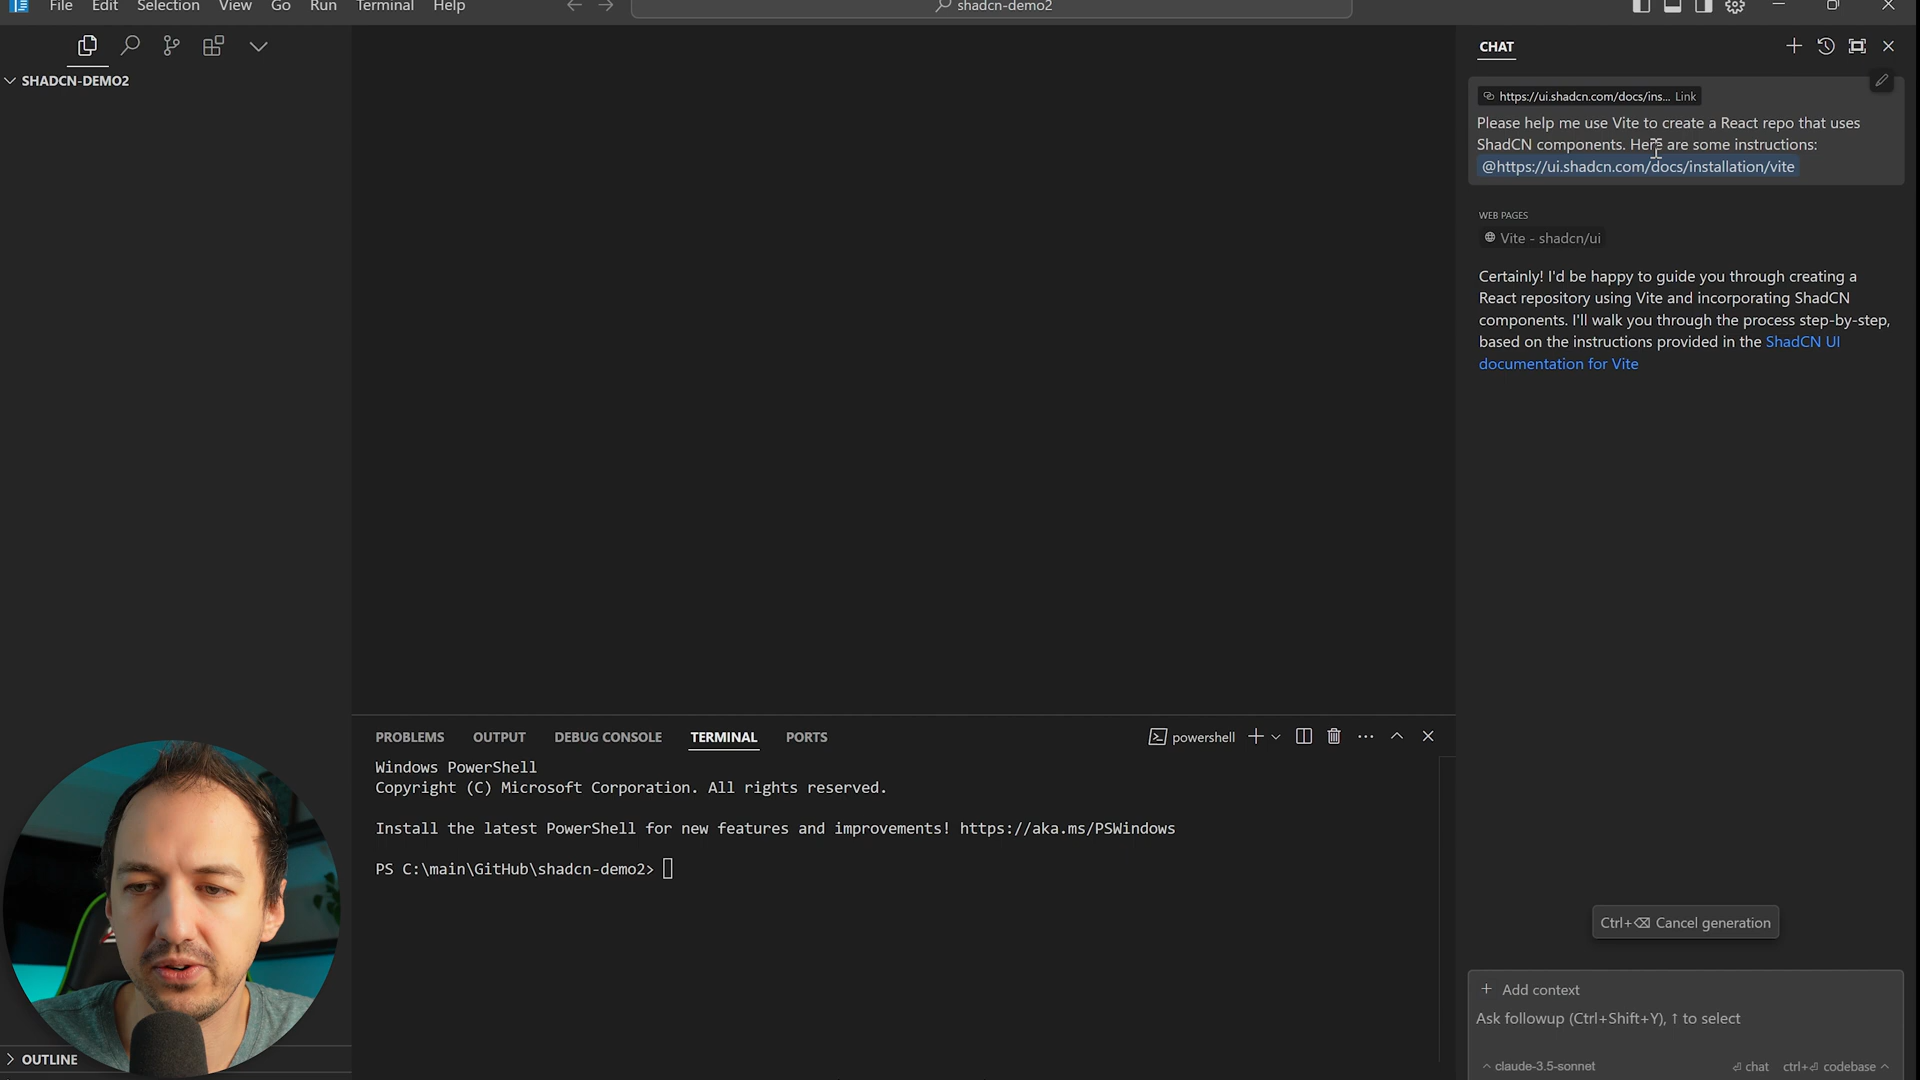 File Edit Selection View Go Run Terminal Help
shadcn-demo2
SHADCN-DEMO2
OUTLINE
PROBLEMS OUTPUT DEBUG CONSOLE TERMINAL PORTS
powershell
Windows PowerShell
Copyright (C) Microsoft Corporation. All rights reserved.
Install the latest PowerShell for new features and improvements! https://aka.ms/PSWindows
PS C:\main\GitHub\shadcn-demo2>
CHAT
https://ui.shadcn.com/docs/ins... Link
Please help me use Vite to create a React repo that uses
ShadCN components. Here are some instructions:
@https://ui.shadcn.com/docs/installation/vite
WEB PAGES
Vite - shadcn/ui
Certainly! I'd be happy to guide you through creating a
React repository using Vite and incorporating ShadCN
components. I'll walk you through the process step-by-step,
based on the instructions provided in the ShadCN UI
documentation for Vite
Ctrl+⌫ Cancel generation
+ Add context
Ask followup (Ctrl+Shift+Y), ↑ to select
^ claude-3.5-sonnet
⏎ chat ctrl+⏎ codebase ^